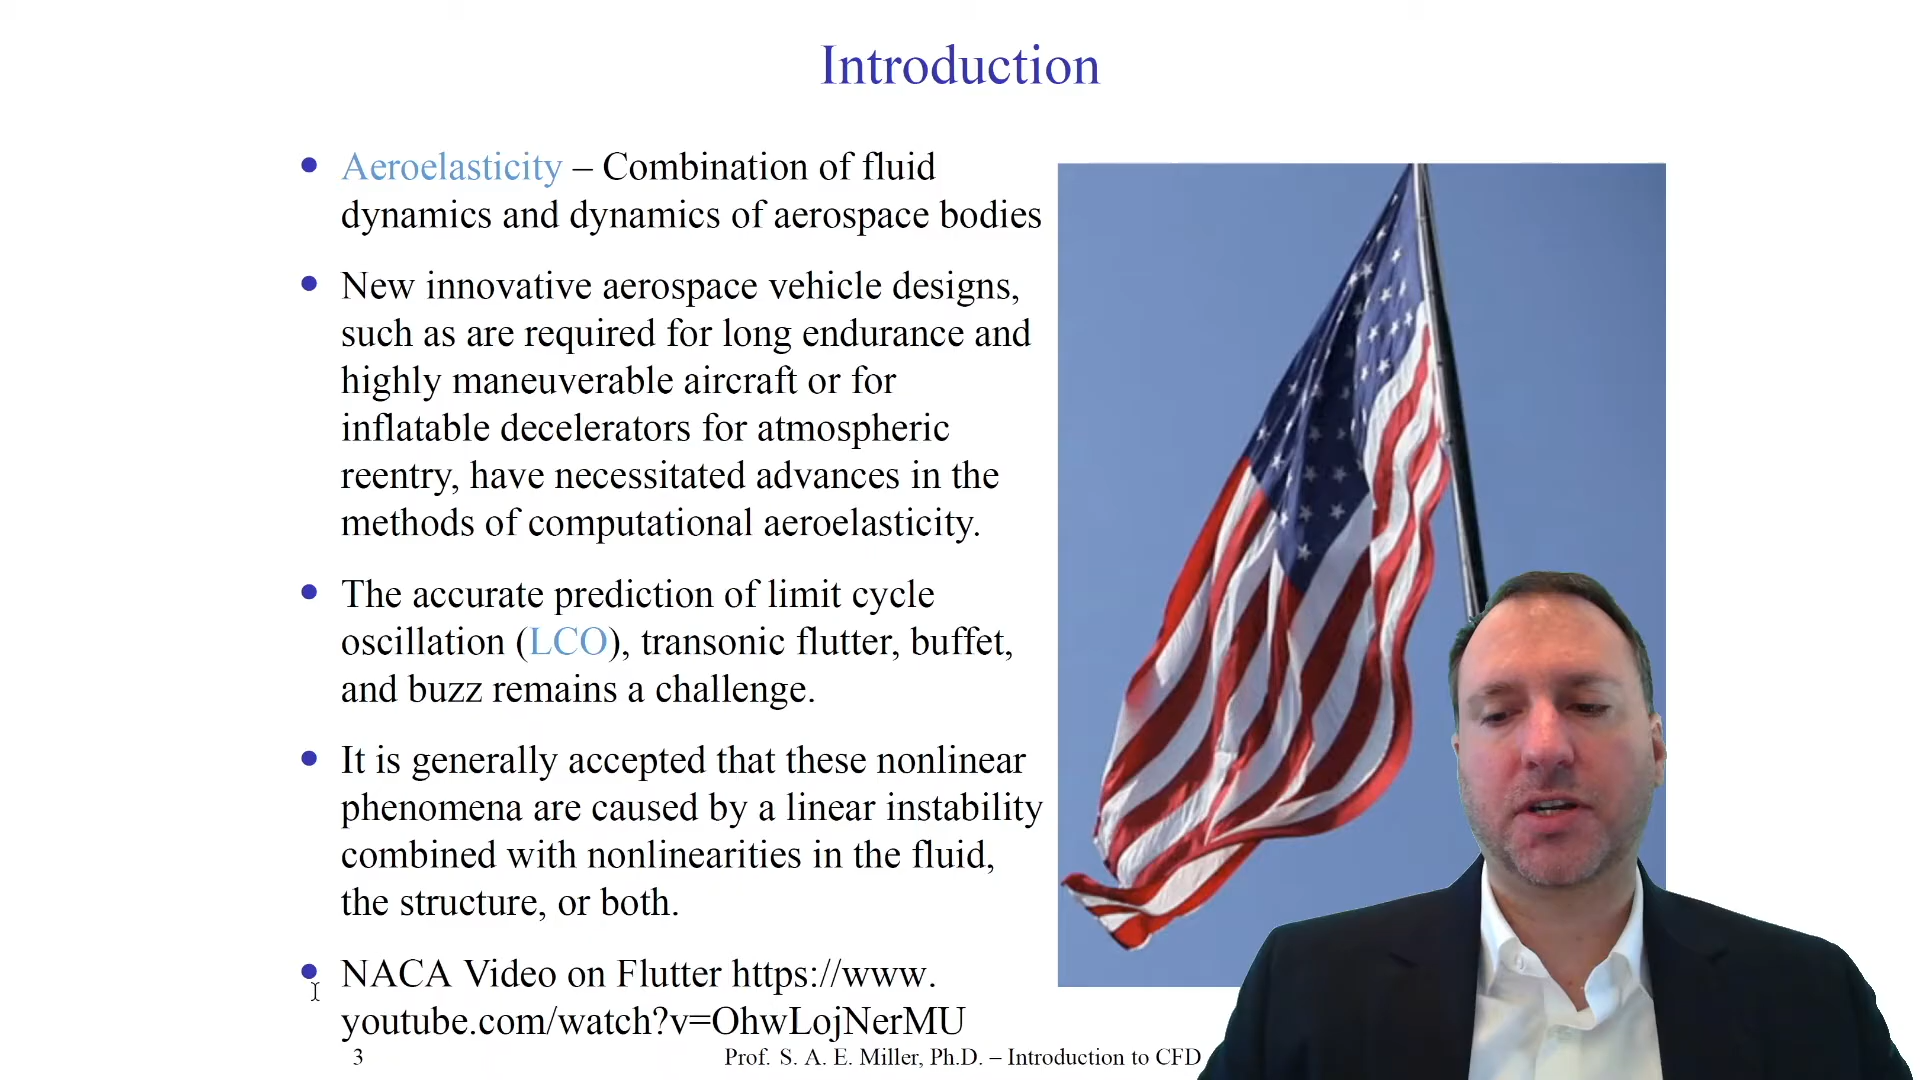 Introduction
• Aeroelasticity – Combination of fluid
dynamics and dynamics of aerospace bodies
• New innovative aerospace vehicle designs,
such as are required for long endurance and
highly maneuverable aircraft or for
inflatable decelerators for atmospheric
reentry, have necessitated advances in the
methods of computational aeroelasticity.
• The accurate prediction of limit cycle
oscillation (LCO), transonic flutter, buffet,
and buzz remains a challenge.
• It is generally accepted that these nonlinear
phenomena are caused by a linear instability
combined with nonlinearities in the fluid,
the structure, or both.
• NACA Video on Flutter https://www.
youtube.com/watch?v=OhwLojNerMU
3
Prof. S. A. E. Miller, Ph.D. – Introduction to CFD